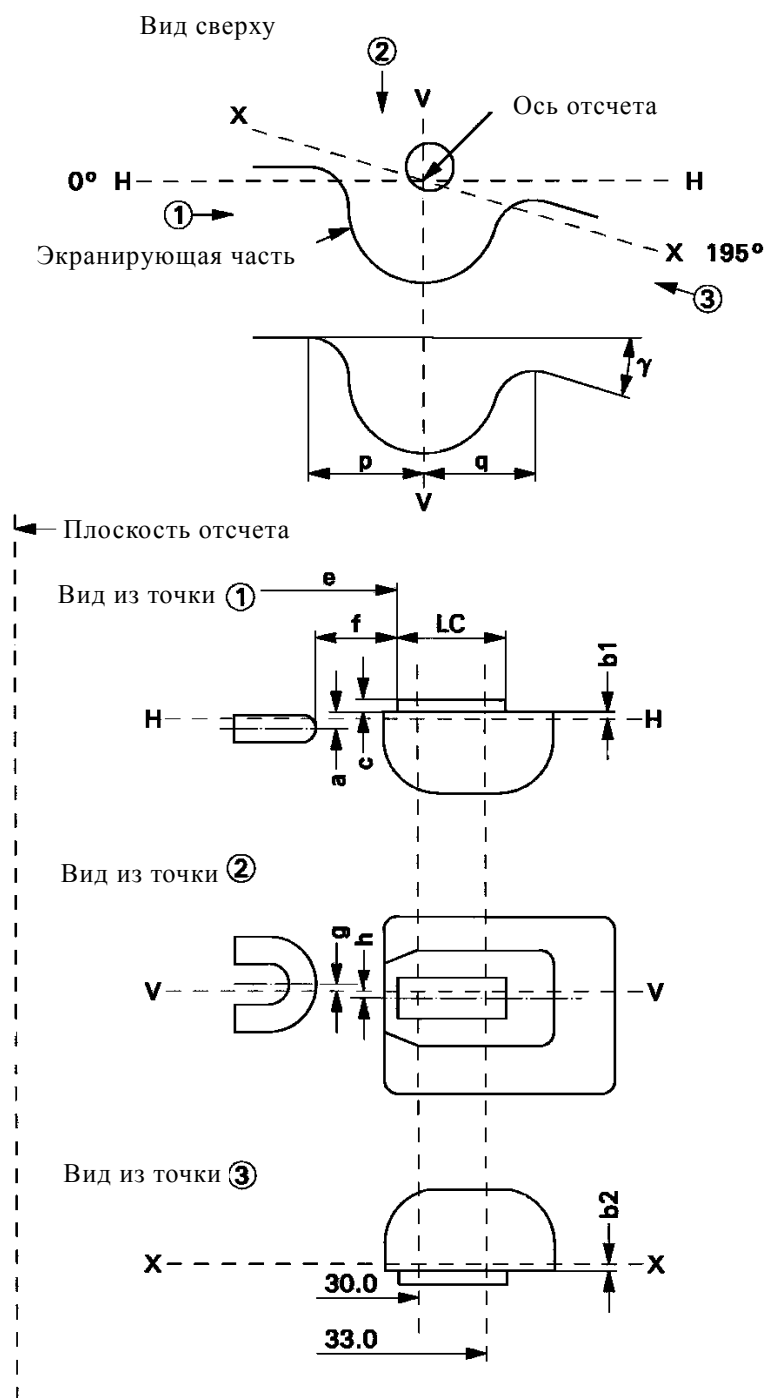 Вид сверху
②
V
Ось отсчета
X
0° H H
①
Экранирующая часть
X 195°
③
γ
p q
V
Плоскость отсчета
e
Вид из точки ①
f LC b1
H H
a c
Вид из точки ②
g h
V V
Вид из точки ③
b2
X X
30.0
33.0